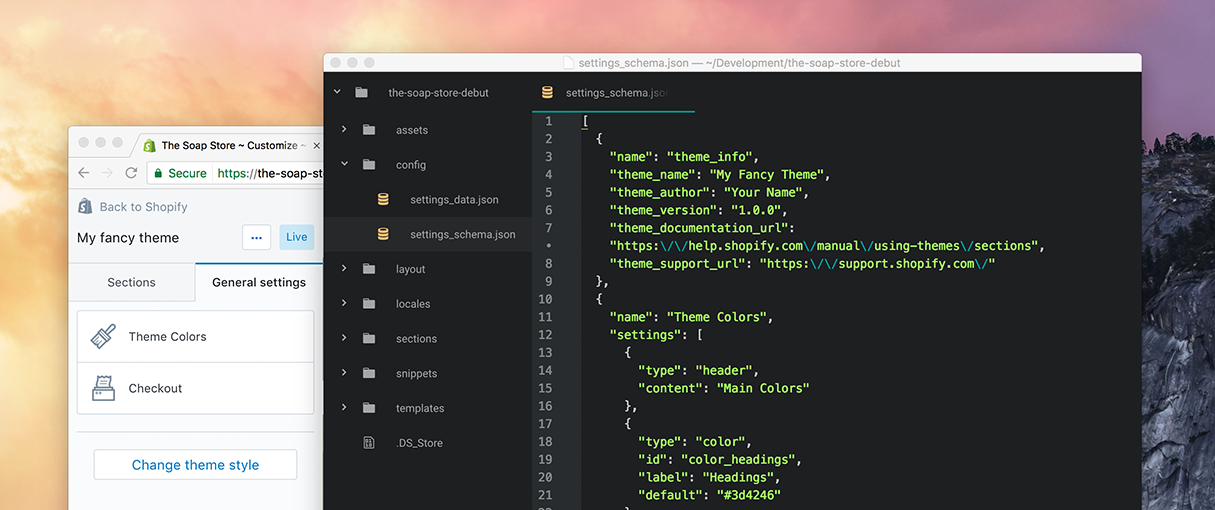 settings_schema.json — ~/Development/the-soap-store-debut
the-soap-store-debut
assets
config
settings_data.json
settings_schema.json
layout
locales
sections
snippets
templates
.DS_Store
settings_schema.json
1 [
2 {
3 "name": "theme_info",
4 "theme_name": "My Fancy Theme",
5 "theme_author": "Your Name",
6 "theme_version": "1.0.0",
7 "theme_documentation_url":
• "https:\/\/help.shopify.com\/manual\/using-themes\/sections",
8 "theme_support_url": "https:\/\/support.shopify.com\/"
9 },
10 {
11 "name": "Theme Colors",
12 "settings": [
13 {
14 "type": "header",
15 "content": "Main Colors"
16 },
17 {
18 "type": "color",
19 "id": "color_headings",
20 "label": "Headings",
21 "default": "#3d4246"
The Soap Store ~ Customize ~
Secure https://the-soap-st
Back to Shopify
My fancy theme ... Live
Sections General settings
Theme Colors
Checkout
Change theme style